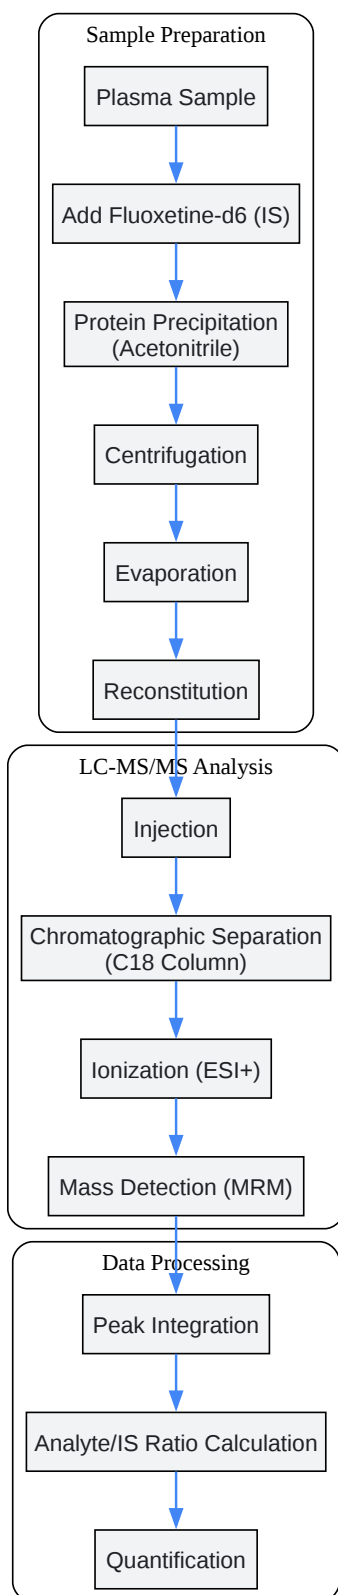 Sample Preparation
Plasma Sample
Add Fluoxetine-d6 (IS)
Protein Precipitation
(Acetonitrile)
Centrifugation
Evaporation
Reconstitution
LC-MS/MS Analysis
Injection
Chromatographic Separation
(C18 Column)
Ionization (ESI+)
Mass Detection (MRM)
Data Processing
Peak Integration
Analyte/IS Ratio Calculation
Quantification